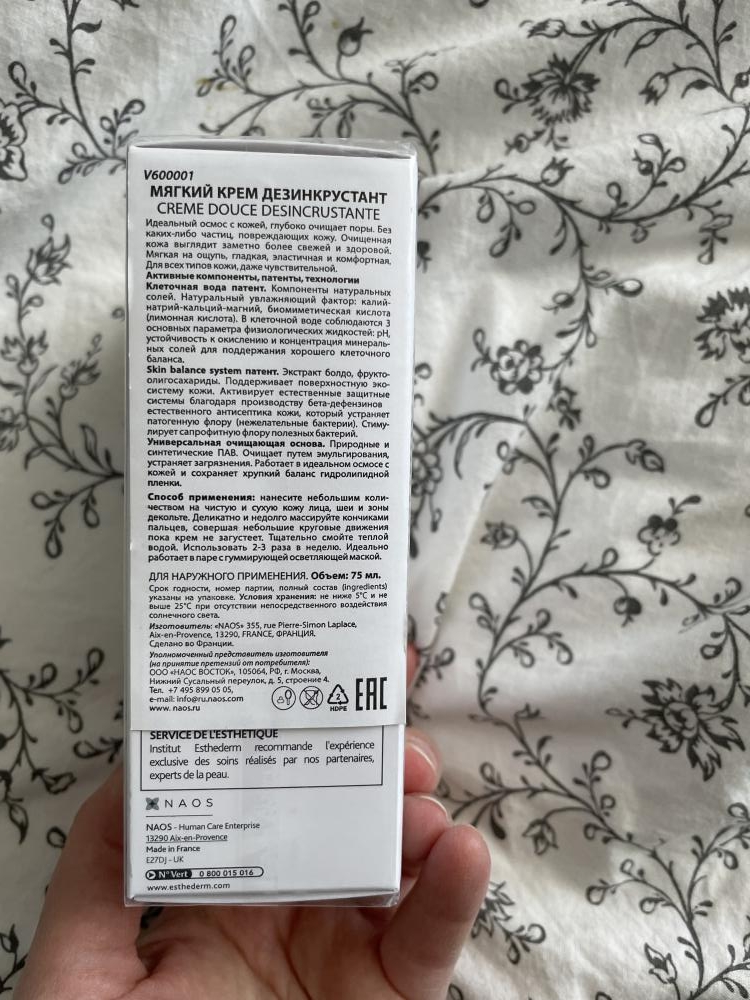 V600001
МЯГКИЙ КРЕМ ДЕЗИНКРУСТАНТ
CREME DOUCE DESINCRUSTANTE
Идеальный осмос с кожей, глубоко очищает поры. Без
каких-либо частиц, повреждающих кожу. Очищенная
кожа выглядит заметно более свежей и здоровой.
Мягкая на ощупь, гладкая, эластичная и комфортная.
Для всех типов кожи, даже чувствительной.
Активные компоненты, патенты, технологии
Клеточная вода патент. Компоненты натуральных
солей. Натуральный увлажняющий фактор: калий-
натрий-кальций-магний, биомиметическая кислота
(лимонная кислота). В клеточной воде соблюдаются 3
основных параметра физиологических жидкостей: pH,
устойчивость к окислению и концентрация минераль-
ных солей для поддержания хорошего клеточного
баланса.
Skin balance system патент. Экстракт болдо, фрукто-
олигосахариды. Поддерживает поверхностную эко-
систему кожи. Активирует естественные защитные
системы благодаря производству бета-дефензинов
естественного антисептика кожи, который устраняет
патогенную флору (нежелательные бактерии). Стиму-
лирует сапрофитную флору полезных бактерий.
Универсальная очищающая основа. Природные и
синтетические ПАВ. Очищает путем эмульгирования,
устраняет загрязнения. Работает в идеальном осмосе с
кожей и сохраняет хрупкий баланс гидролипидной
пленки.
Способ применения: нанесите небольшим коли-
чеством на чистую и сухую кожу лица, шеи и зоны
декольте. Деликатно и недолго массируйте кончиками
пальцев, совершая небольшие круговые движения
пока крем не загустеет. Тщательно смойте теплой
водой. Использовать 2-3 раза в неделю. Идеально
работает в паре с гуммирующей осветляющей маской.
ДЛЯ НАРУЖНОГО ПРИМЕНЕНИЯ. Объем: 75 мл.
Срок годности, номер партии, полный состав (ingredients)
указаны на упаковке. Условия хранения: не ниже 5°С и не
выше 25°С при отсутствии непосредственного воздействия
солнечного света.
Изготовитель: «NAOS» 355, rue Pierre-Simon Laplace,
Aix-en-Provence, 13290, FRANCE, ФРАНЦИЯ.
Сделано во Франции.
Уполномоченный представитель изготовителя
(на принятие претензий от потребителя):
ООО «НАОС ВОСТОК», 105064, РФ, г. Москва,
Нижний Сусальный переулок, д. 5, строение 4.
Тел. +7 495 899 05 05,
e-mail: info@ru.naos.com
www. naos.ru
2
HDPE
EAC
SERVICE DE L'ESTHÉTIQUE
Institut Esthederm recommande l'expérience
exclusive des soins réalisés par nos partenaires,
experts de la peau.
NAOS
NAOS - Human Care Enterprise
13290 Aix-en-Provence
Made in France
E27DJ - UK
N° Vert 0 800 015 016
www.esthederm.com